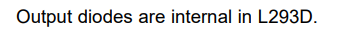 Output diodes are internal in L293D.